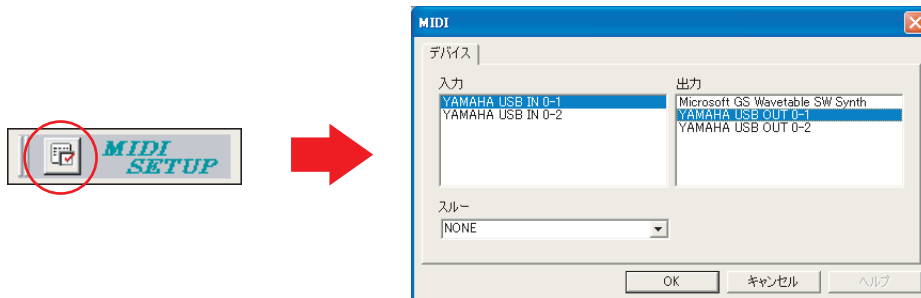 MIDI
SETUP
MIDI
デバイス
入力
YAMAHA USB IN 0-1
YAMAHA USB IN 0-2
出力
Microsoft GS Wavetable SW Synth
YAMAHA USB OUT 0-1
YAMAHA USB OUT 0-2
スルー
NONE
OK
キャンセル
ヘルプ